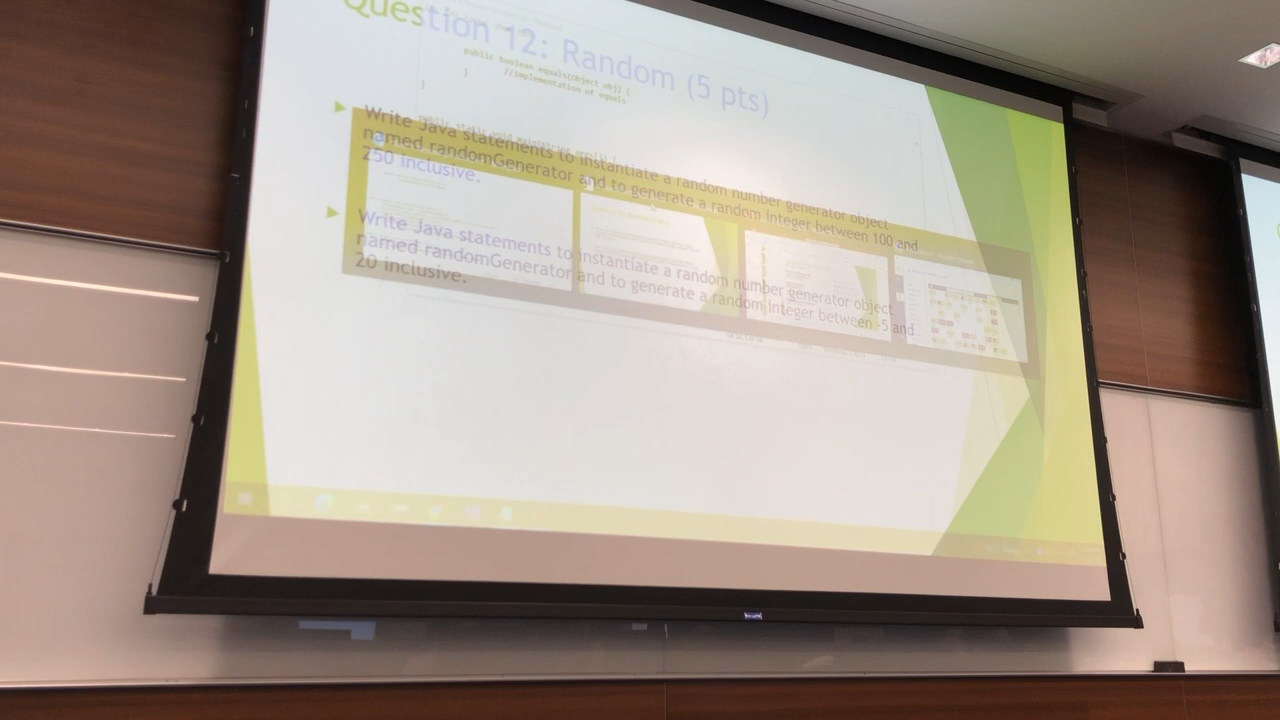 Question 12: Random (5 pts)
public boolean equals(Object obj) {
//implementation of equals
}
}
Write Java statements to instantiate a random number generator object
named randomGenerator and to generate a random integer between 100 and
250 inclusive.
Write Java statements to instantiate a random number generator object
named randomGenerator and to generate a random integer between -5 and
20 inclusive.